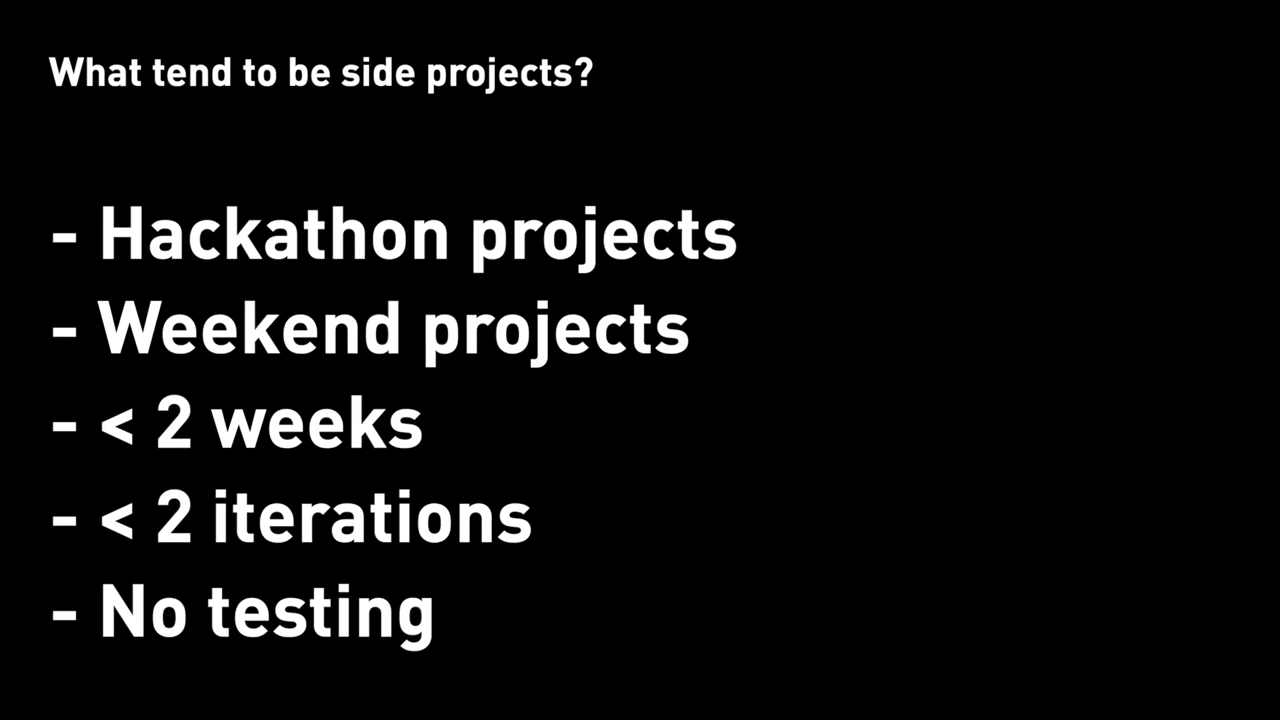 What tend to be side projects?
- Hackathon projects
- Weekend projects
- < 2 weeks
- < 2 iterations
- No testing